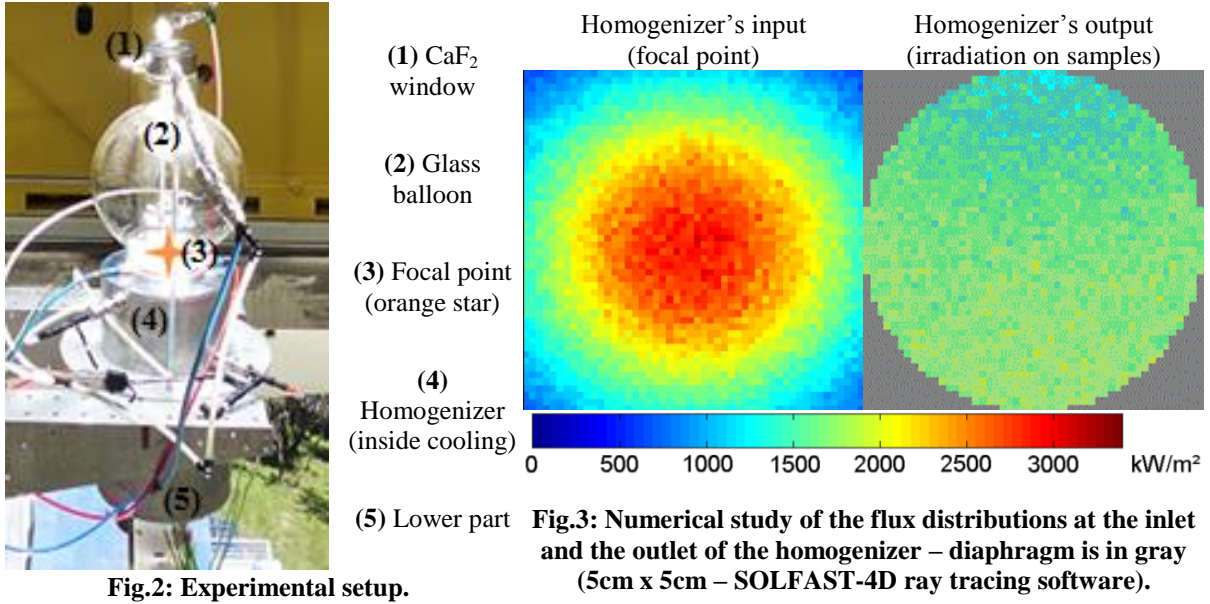 (1)
(2)
(3)
(4)
(5)
Fig.2: Experimental setup.
(1) CaF₂
window
(2) Glass
balloon
(3) Focal point
(orange star)
(4)
Homogenizer
(inside cooling)
(5) Lower part
Homogenizer's input
(focal point)
Homogenizer's output
(irradiation on samples)
0 500 1000 1500 2000 2500 3000 kW/m²
Fig.3: Numerical study of the flux distributions at the inlet
and the outlet of the homogenizer – diaphragm is in gray
(5cm x 5cm – SOLFAST-4D ray tracing software).